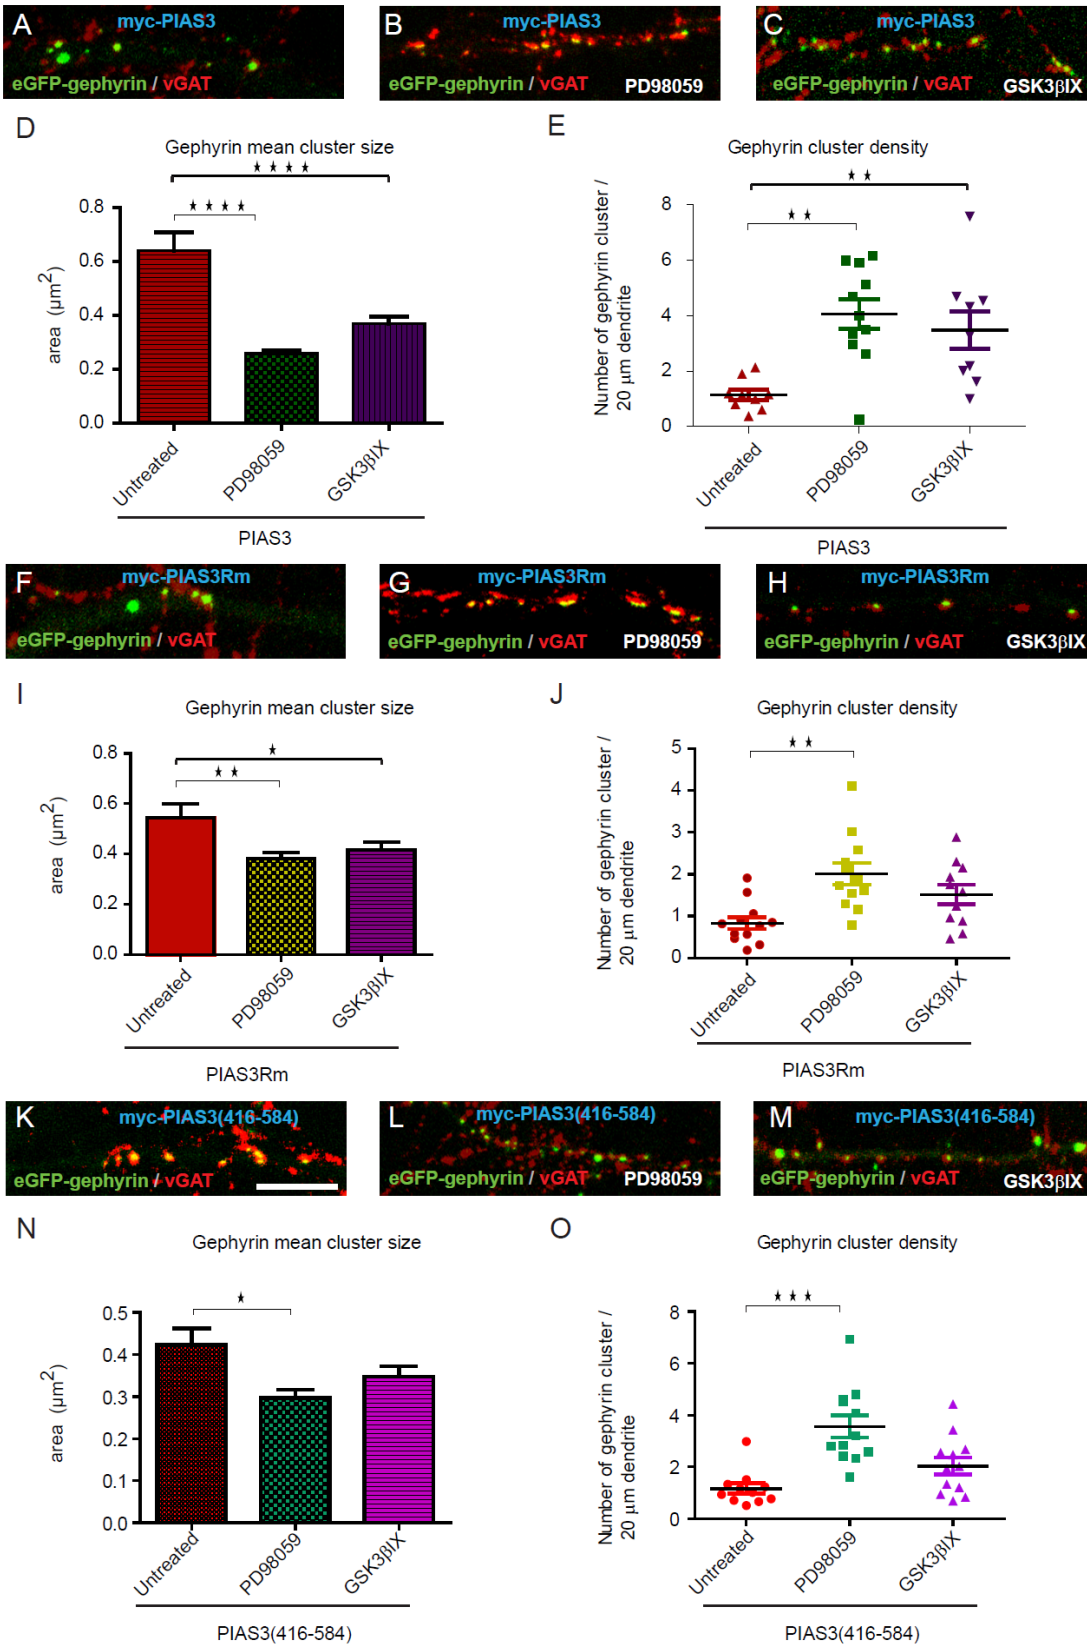 A
myc-PIAS3
eGFP-gephyrin / vGAT
B
myc-PIAS3
eGFP-gephyrin / vGAT
PD98059
C
myc-PIAS3
eGFP-gephyrin / vGAT
GSK3βIX
D
Gephyrin mean cluster size
★ ★ ★ ★
★ ★ ★ ★
area (µm²)
0.8
0.6
0.4
0.2
0.0
Untreated
PD98059
GSK3βIX
PIAS3
E
Gephyrin cluster density
★ ★
★ ★
Number of gephyrin cluster /
20 µm dendrite
8
6
4
2
0
Untreated
PD98059
GSK3βIX
PIAS3
F
myc-PIAS3Rm
eGFP-gephyrin / vGAT
G
myc-PIAS3Rm
eGFP-gephyrin / vGAT
PD98059
H
myc-PIAS3Rm
eGFP-gephyrin / vGAT
GSK3βIX
I
Gephyrin mean cluster size
★
★ ★
area (µm²)
0.8
0.6
0.4
0.2
0.0
Untreated
PD98059
GSK3βIX
PIAS3Rm
J
Gephyrin cluster density
★ ★
Number of gephyrin cluster /
20 µm dendrite
5
4
3
2
1
0
Untreated
PD98059
GSK3βIX
PIAS3Rm
K
myc-PIAS3(416-584)
eGFP-gephyrin / vGAT
L
myc-PIAS3(416-584)
eGFP-gephyrin / vGAT
PD98059
M
myc-PIAS3(416-584)
eGFP-gephyrin / vGAT
GSK3βIX
N
Gephyrin mean cluster size
★
area (µm²)
0.5
0.4
0.3
0.2
0.1
0.0
Untreated
PD98059
GSK3βIX
PIAS3(416-584)
O
Gephyrin cluster density
★ ★ ★
Number of gephyrin cluster /
20 µm dendrite
8
6
4
2
0
Untreated
PD98059
GSK3βIX
PIAS3(416-584)